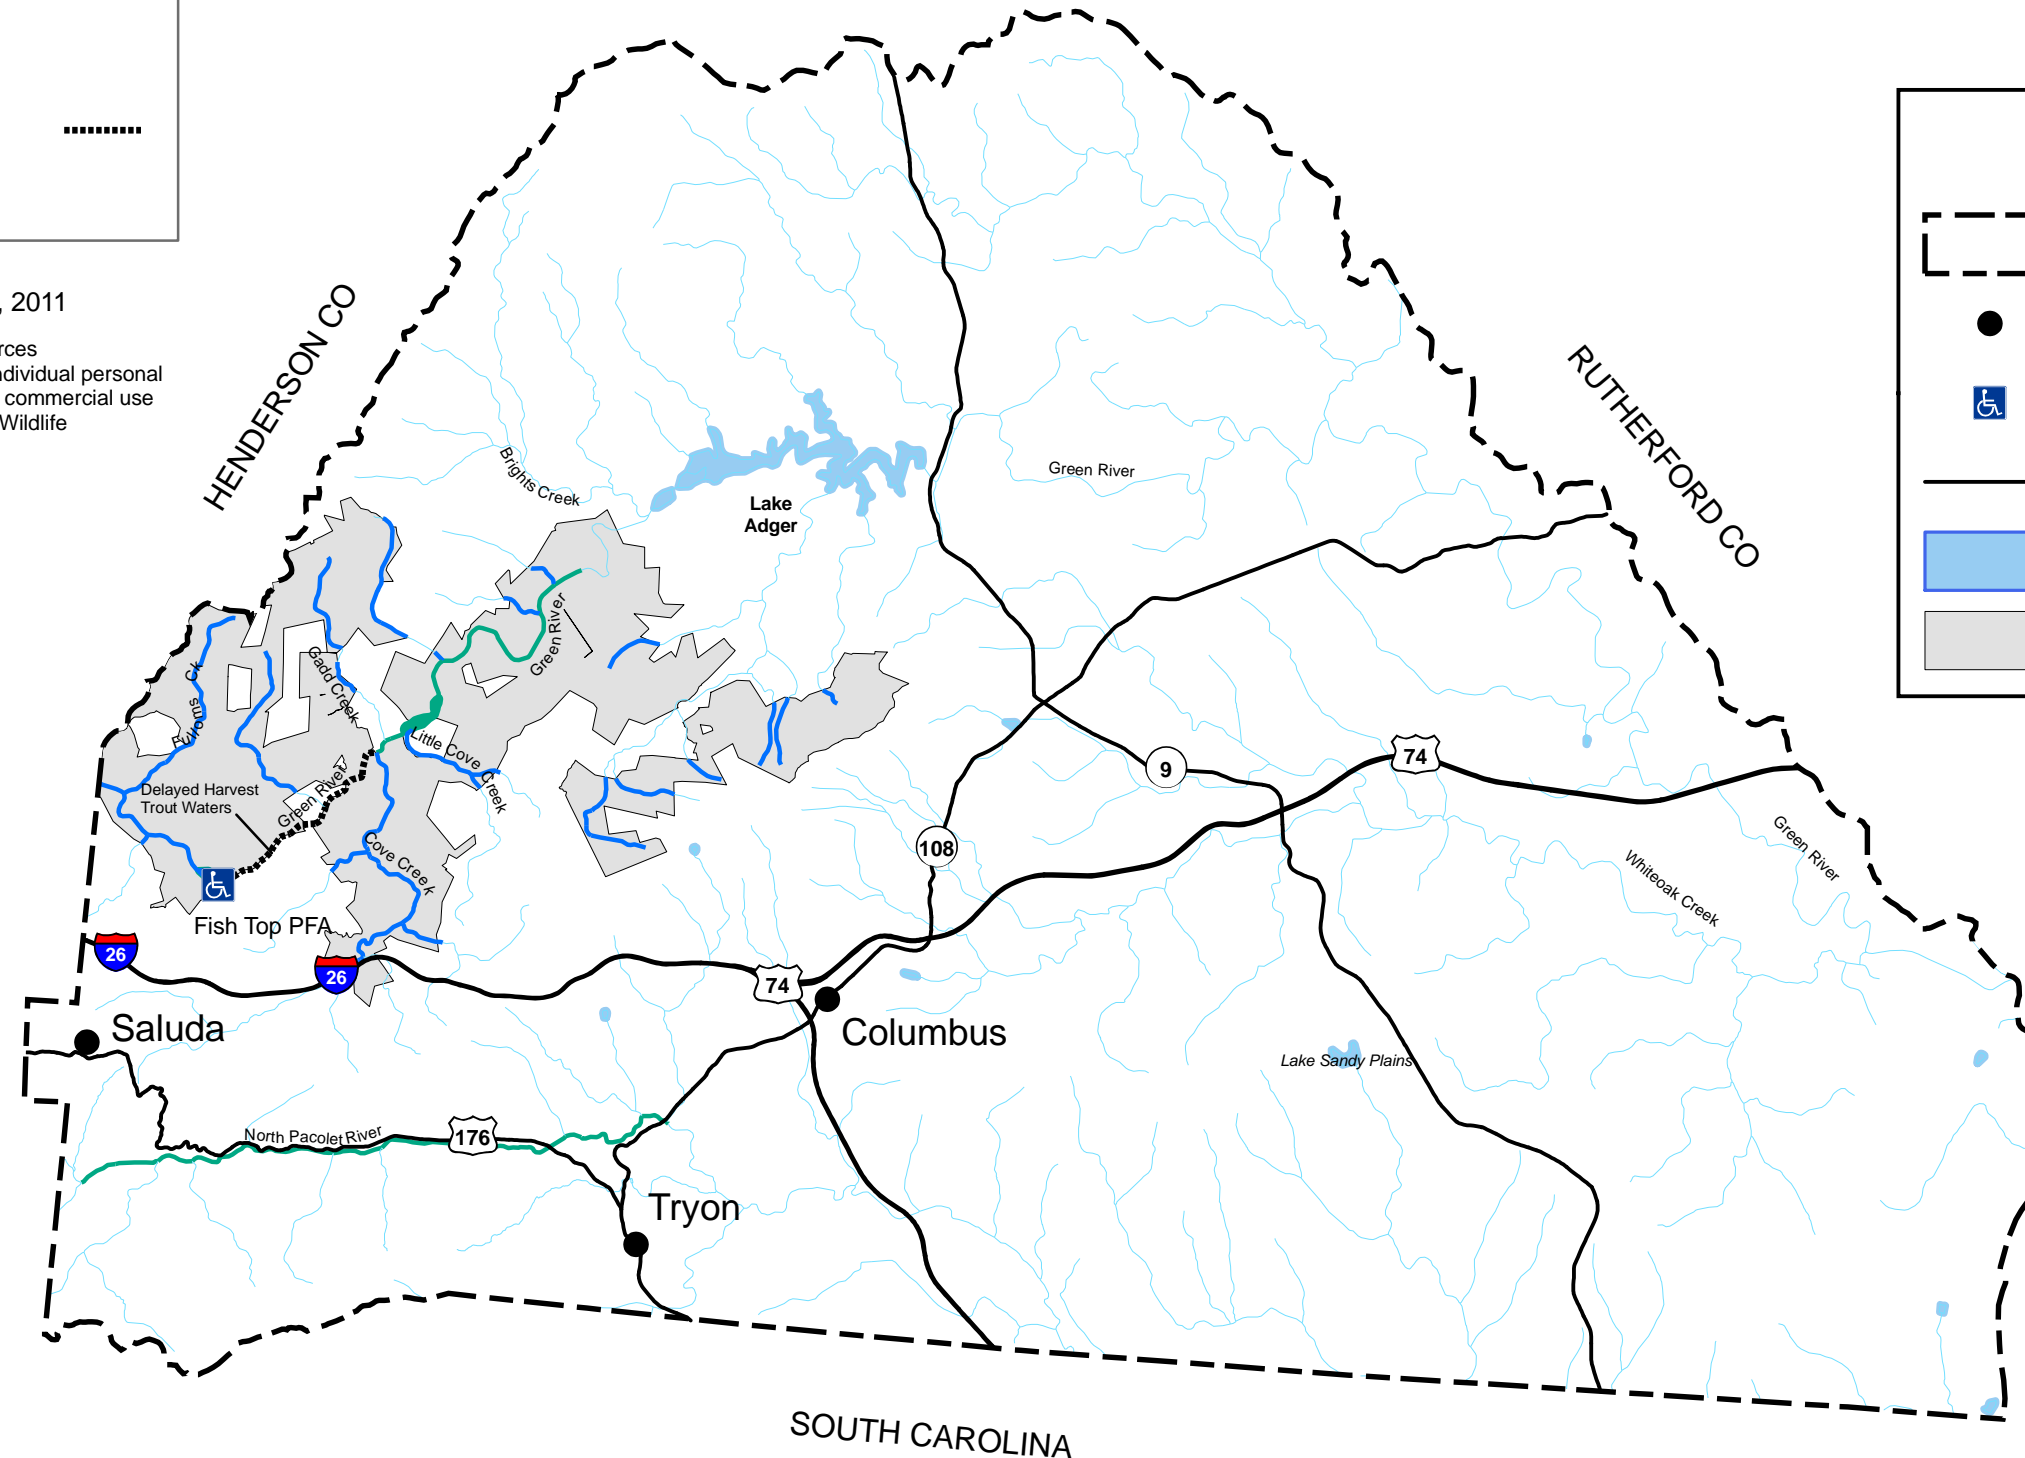 , 2011
rces
ndividual personal
commercial use
Wildlife
HENDERSON CO
RUTHERFORD CO
Brights Creek
Lake
Adger
Green River
Green River
Gadd Creek
Fulloms Ck
Little Cove Creek
Delayed Harvest
Trout Waters
Green River
Cove Creek
9
74
108
Green River
Whiteoak Creek
Fish Top PFA
26
26
74
Saluda
Columbus
Lake Sandy Plains
North Pacolet River
176
Tryon
SOUTH CAROLINA